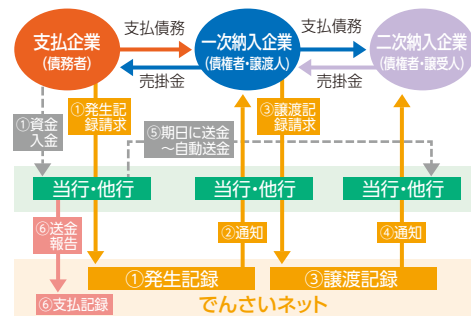 支払企業
(債務者)
支払債務
売掛金
一次納入企業
(債権者・譲渡人)
支払債務
売掛金
二次納入企業
(債権者・譲受人)
①資金
入金
①発生記
録請求
③譲渡記
録請求
⑤期日に送金
～自動送金
当行・他行
当行・他行
当行・他行
⑥送金
報告
②通知
④通知
①発生記録
③譲渡記録
⑥支払記録
でんさいネット